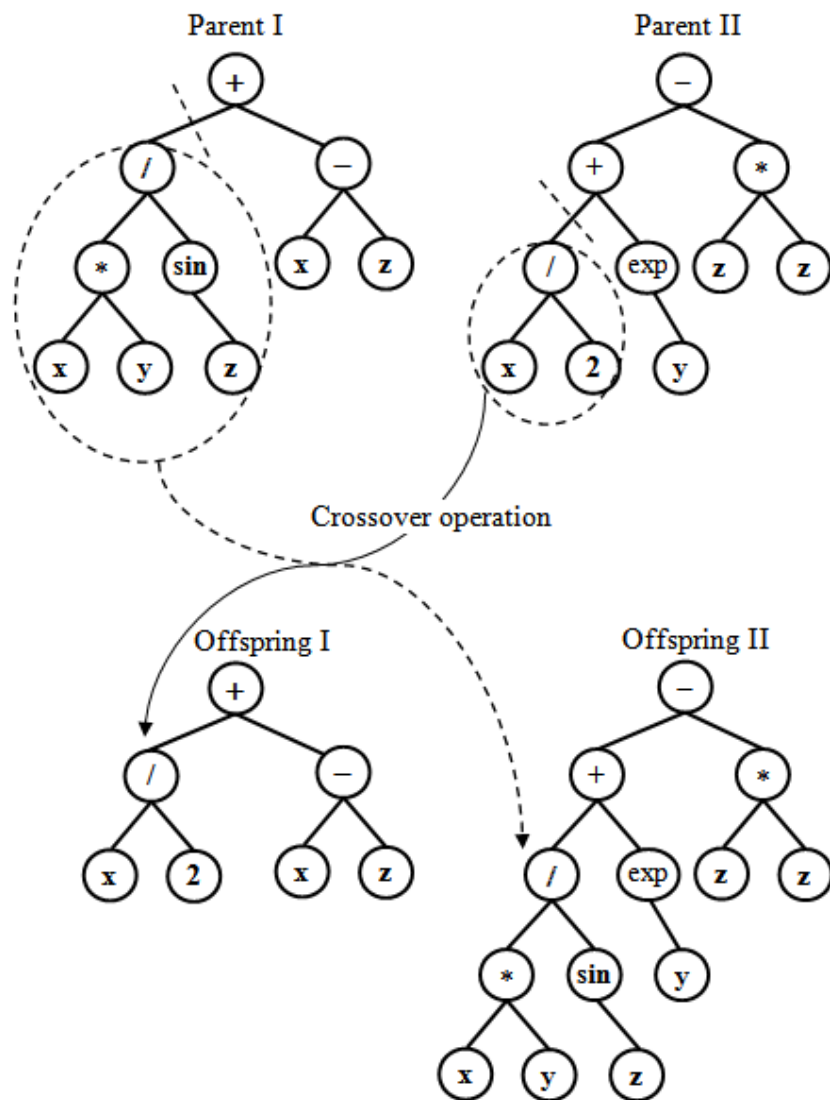 Parent I Parent II
+ −
/ − + *
* sin x z / exp z z
x y z x 2 y
Crossover operation
Offspring I Offspring II
+ −
/ − + *
x 2 x z / exp z z
* sin y
x y z